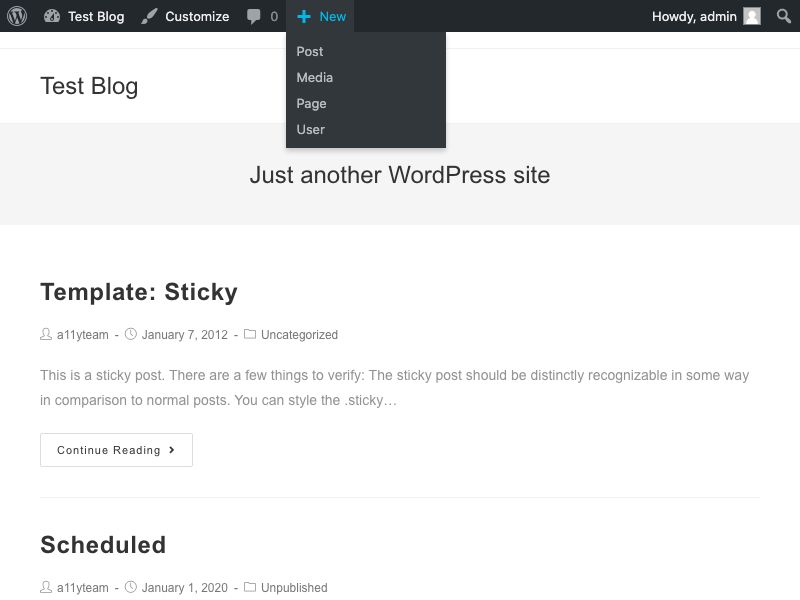 Test Blog Customize 0 New Howdy, admin
Post
Media
Page
User
Test Blog
Just another WordPress site
Template: Sticky
a11yteam - January 7, 2012 - Uncategorized
This is a sticky post. There are a few things to verify: The sticky post should be distinctly recognizable in some way
in comparison to normal posts. You can style the .sticky…
Continue Reading
Scheduled
a11yteam - January 1, 2020 - Unpublished